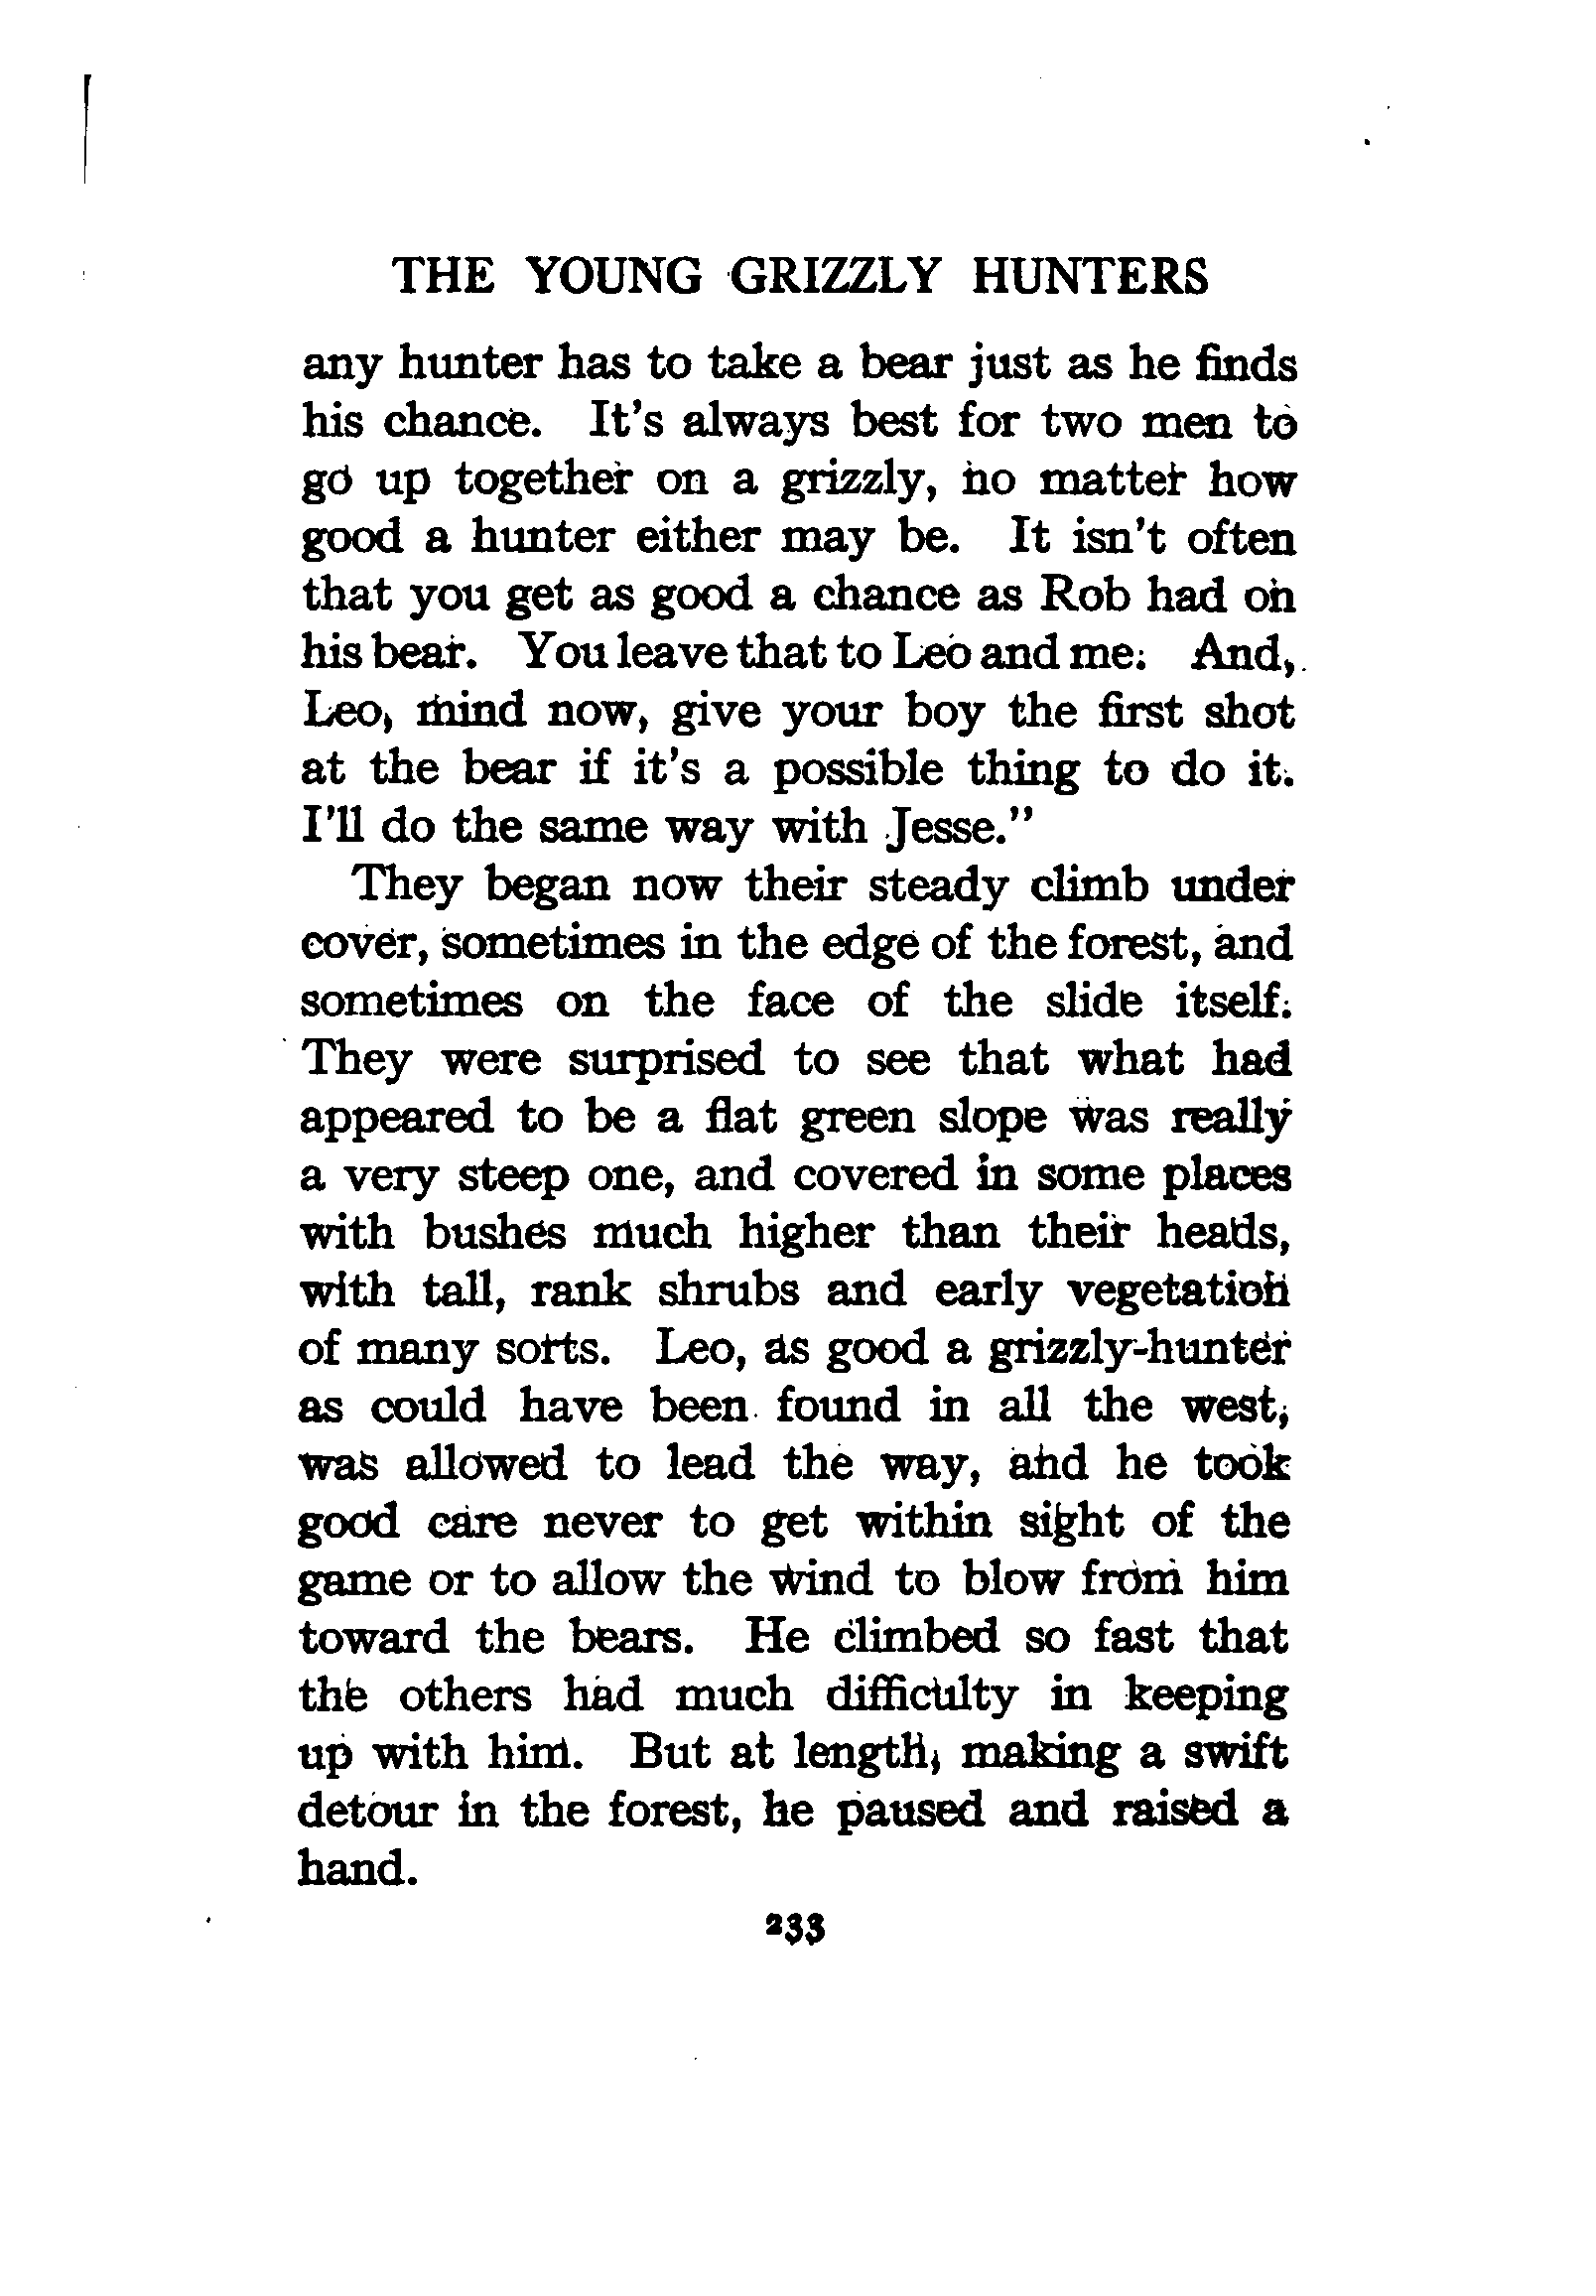 THE YOUNG GRIZZLY HUNTERS
any hunter has to take a bear just as he finds
his chance. It's always best for two men to
go up together on a grizzly, no matter how
good a hunter either may be. It isn't often
that you get as good a chance as Rob had on
his bear. You leave that to Leo and me. And,
Leo, mind now, give your boy the first shot
at the bear if it's a possible thing to do it.
I'll do the same way with Jesse."
They began now their steady climb under
cover, sometimes in the edge of the forest, and
sometimes on the face of the slide itself.
They were surprised to see that what had
appeared to be a flat green slope was really
a very steep one, and covered in some places
with bushes much higher than their heads,
with tall, rank shrubs and early vegetation
of many sorts. Leo, as good a grizzly-hunter
as could have been found in all the west,
was allowed to lead the way, and he took
good care never to get within sight of the
game or to allow the wind to blow from him
toward the bears. He climbed so fast that
the others had much difficulty in keeping
up with him. But at length, making a swift
detour in the forest, he paused and raised a
hand.
233